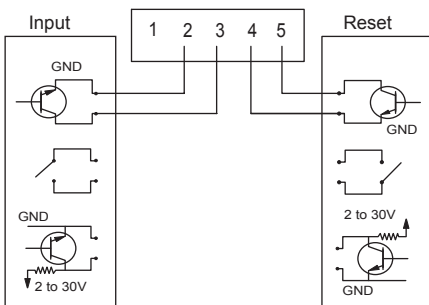 Input
Reset
1 2 3 4 5
GND
GND
GND
2 to 30V
2 to 30V
GND